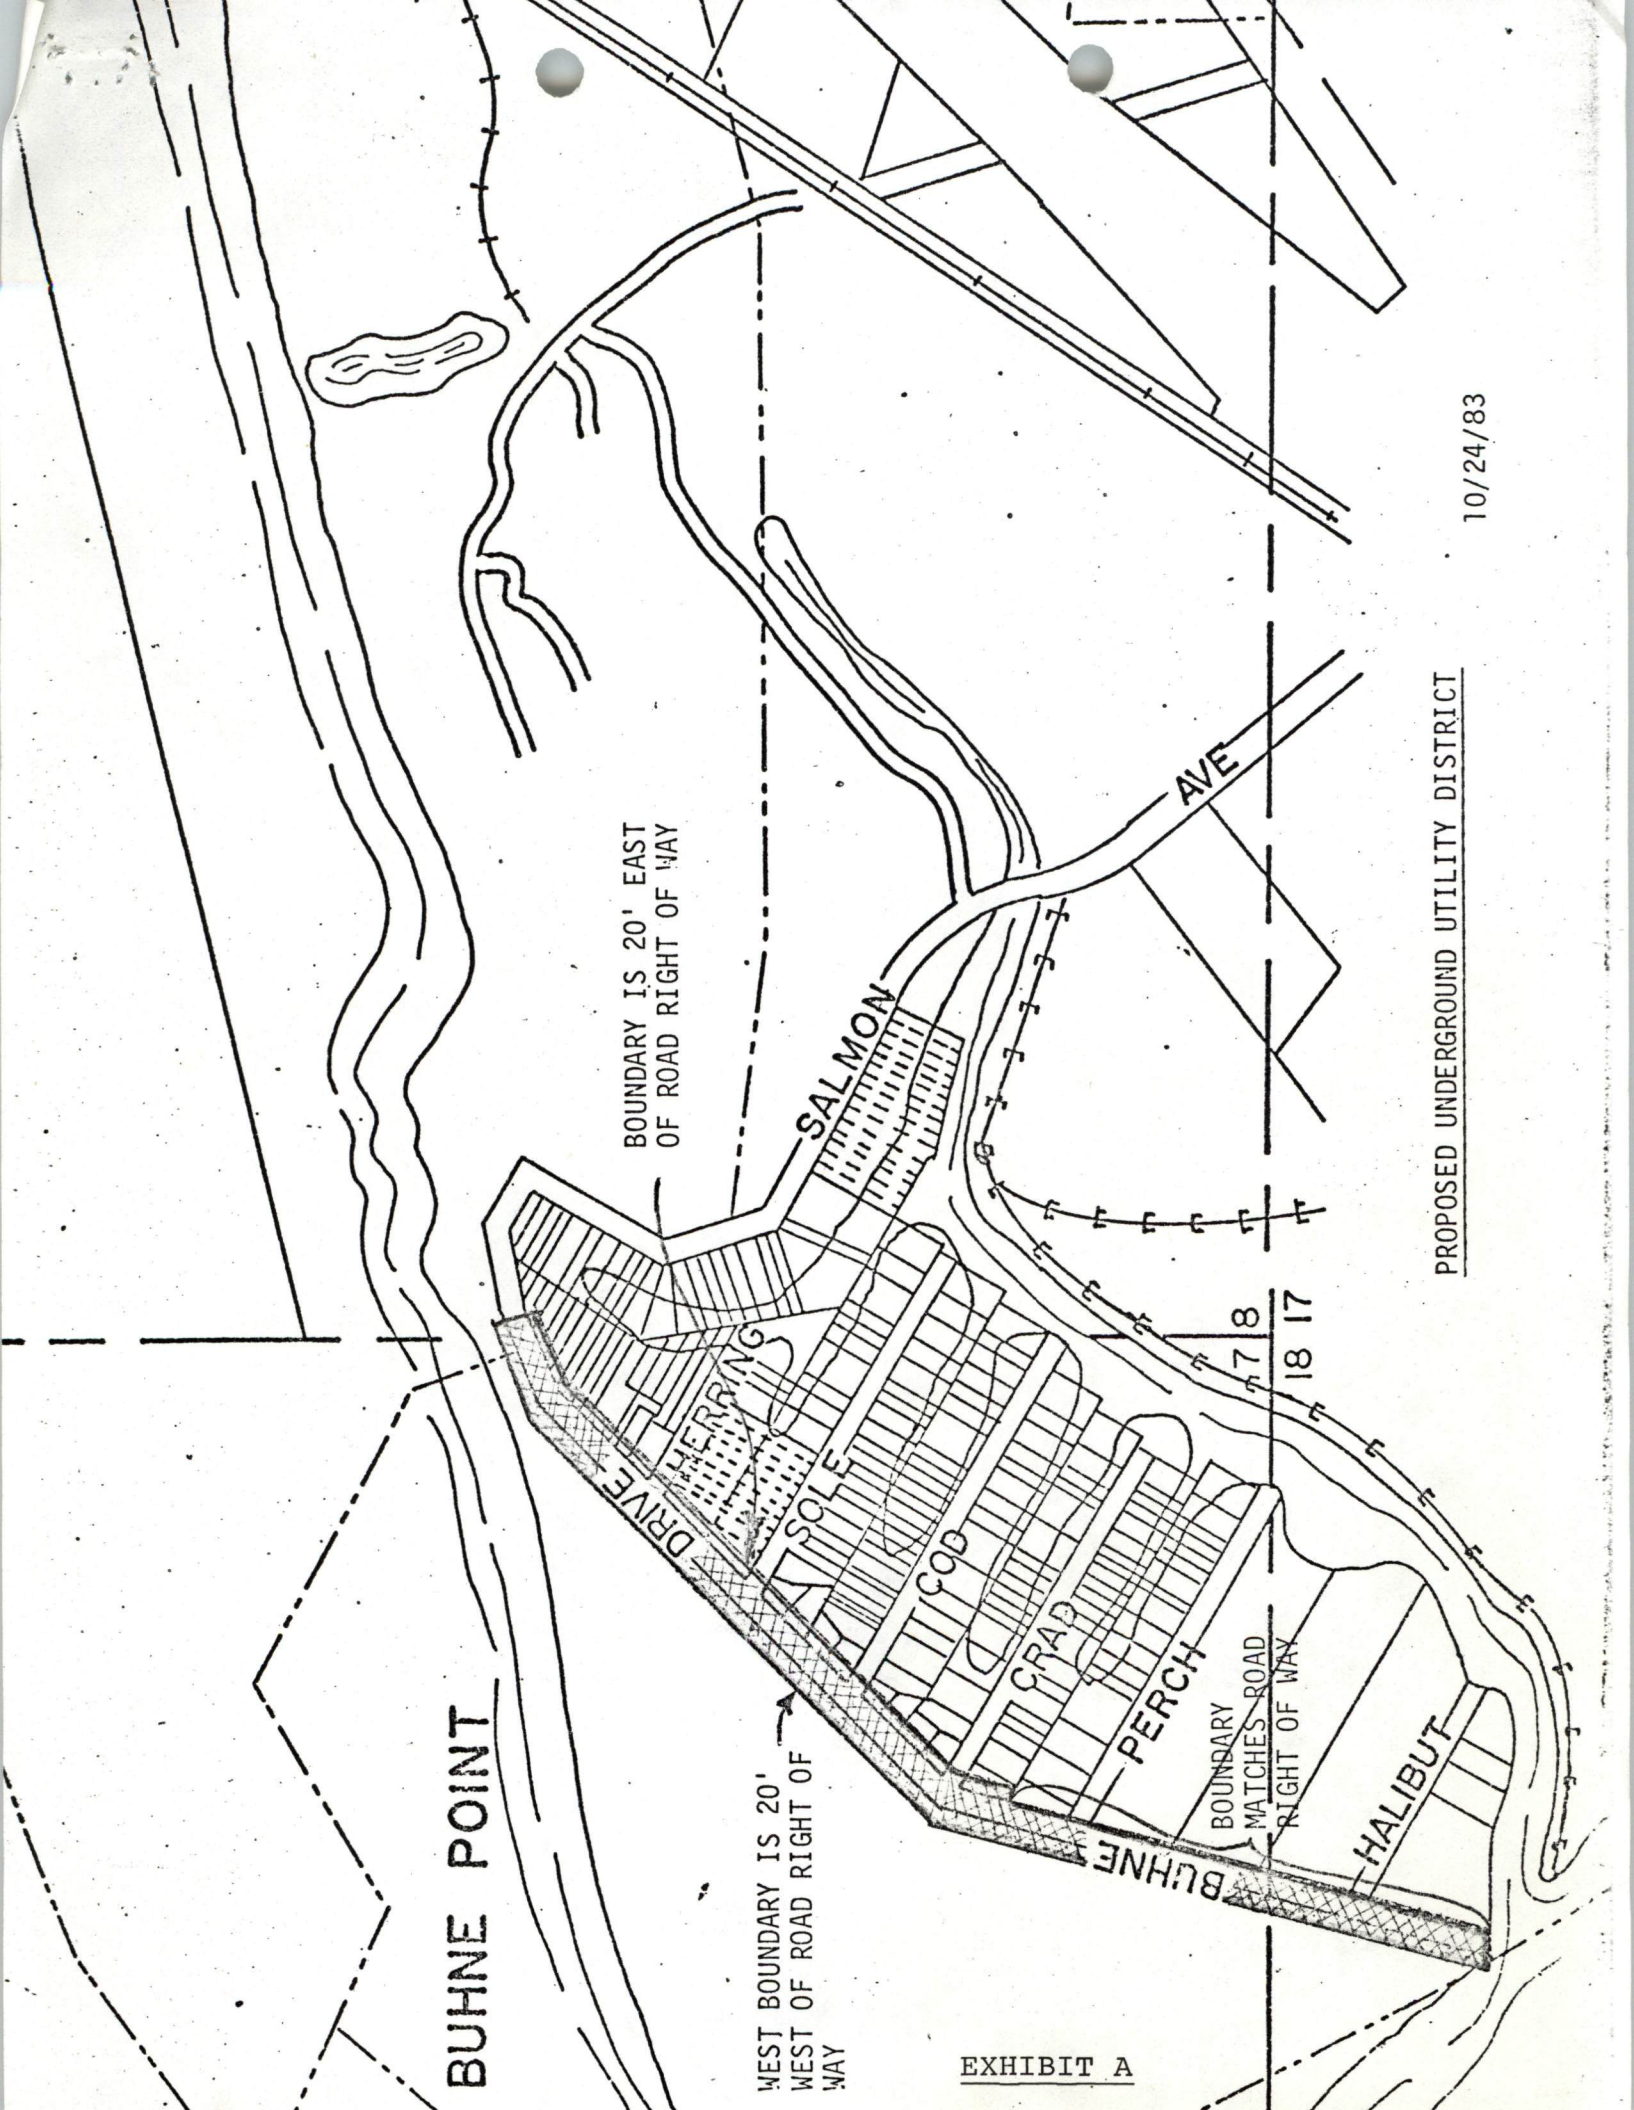 BUHNE POINT
BOUNDARY IS 20' EAST
OF ROAD RIGHT OF WAY
WEST BOUNDARY IS 20'
WEST OF ROAD RIGHT OF
WAY
SALMON
AVE
DRIVE
HERRING
SOLE
COD
CRAD
PERCH
HALIBUT
BUHNE
BOUNDARY
MATCHES ROAD
RIGHT OF WAY
7 8
18 17
EXHIBIT A
PROPOSED UNDERGROUND UTILITY DISTRICT
10/24/83